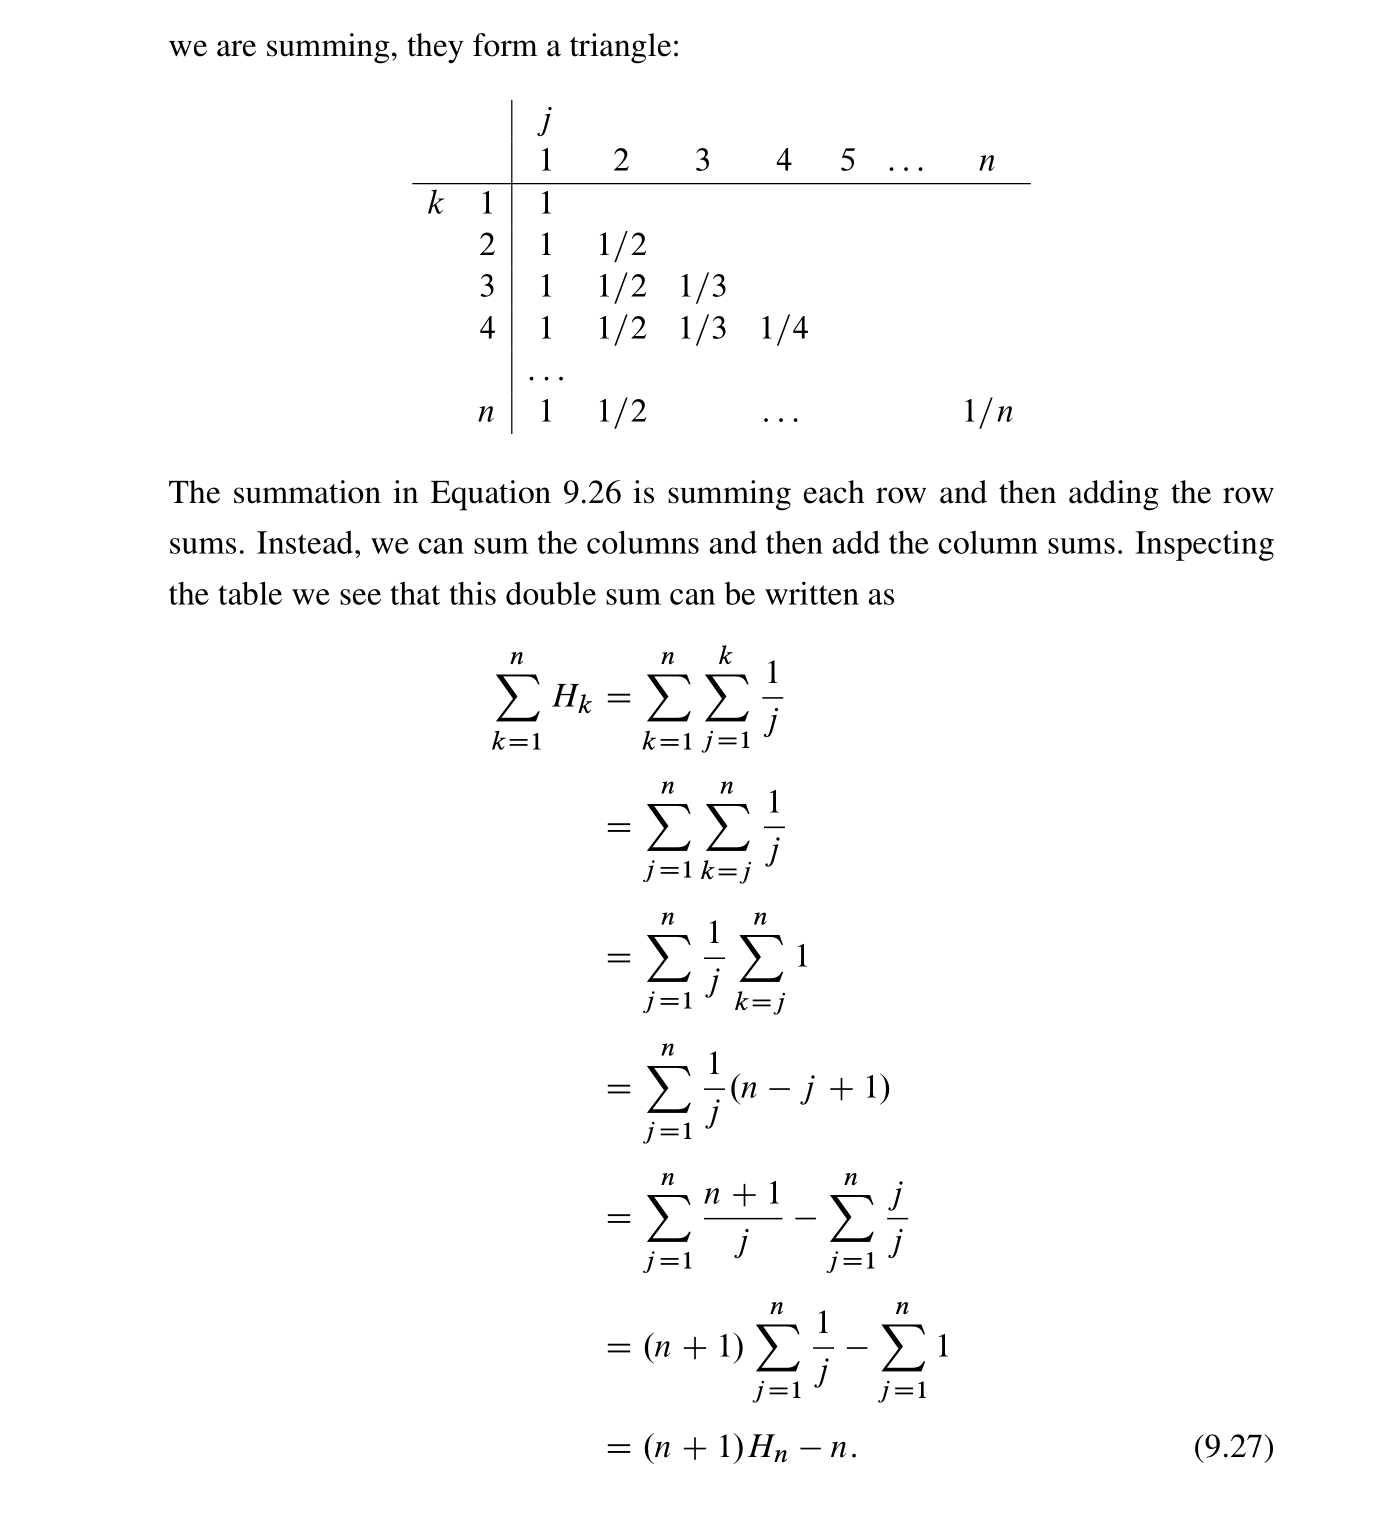 we are summing, they form a triangle:
j
1 2 3 4 5 ... n
k 1 1
2 1 1/2
3 1 1/2 1/3
4 1 1/2 1/3 1/4
...
n 1 1/2 ... 1/n
The summation in Equation 9.26 is summing each row and then adding the row
sums. Instead, we can sum the columns and then add the column sums. Inspecting
the table we see that this double sum can be written as
\sum_{k=1}^{n} H_k = \sum_{k=1}^{n} \sum_{j=1}^{k} \frac{1}{j}
= \sum_{j=1}^{n} \sum_{k=j}^{n} \frac{1}{j}
= \sum_{j=1}^{n} \frac{1}{j} \sum_{k=j}^{n} 1
= \sum_{j=1}^{n} \frac{1}{j} (n - j + 1)
= \sum_{j=1}^{n} \frac{n + 1}{j} - \sum_{j=1}^{n} \frac{j}{j}
= (n + 1) \sum_{j=1}^{n} \frac{1}{j} - \sum_{j=1}^{n} 1
= (n + 1) H_n - n. (9.27)